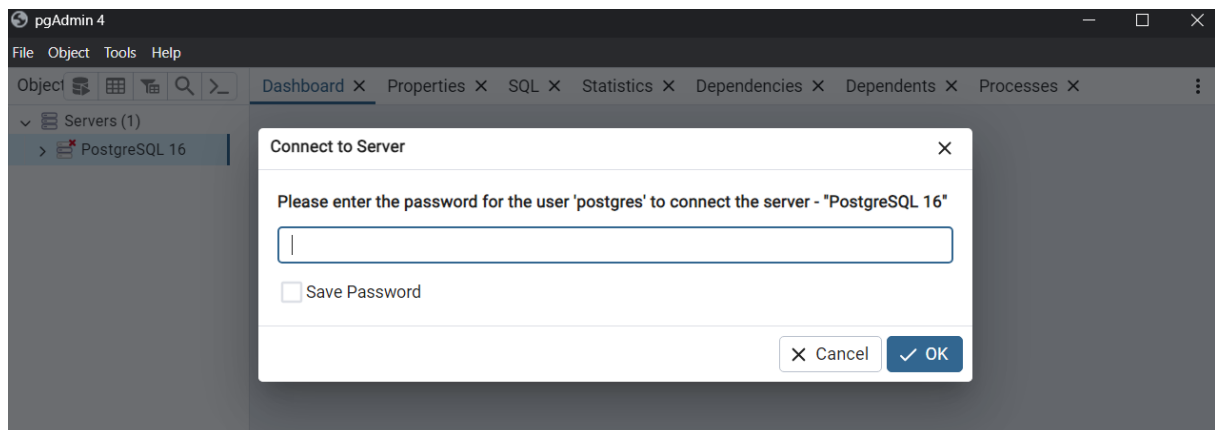 pgAdmin 4
File Object Tools Help
Object
Dashboard Properties SQL Statistics Dependencies Dependents Processes
Servers (1)
PostgreSQL 16
Connect to Server
Please enter the password for the user 'postgres' to connect the server - "PostgreSQL 16"
Save Password
Cancel OK